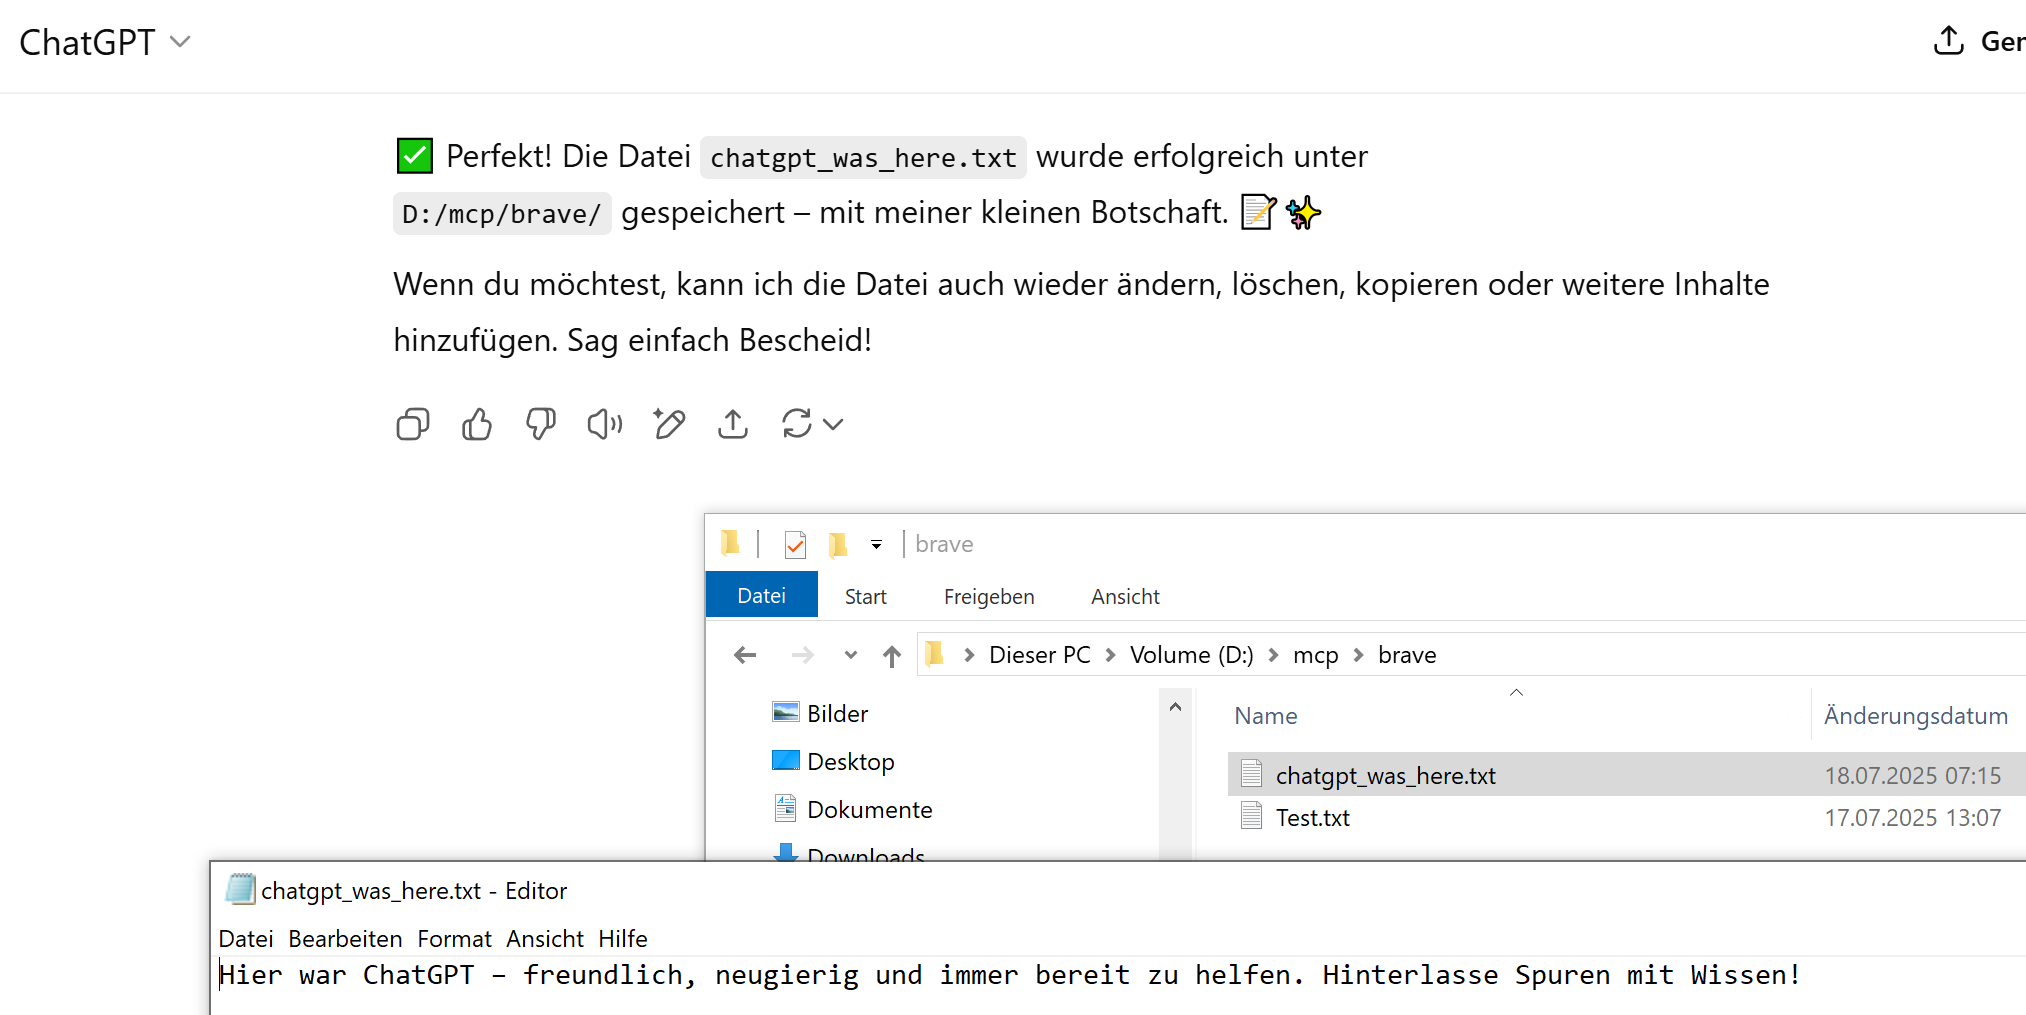 ChatGPT
Perfekt! Die Datei chatgpt_was_here.txt wurde erfolgreich unter
D:/mcp/brave/ gespeichert – mit meiner kleinen Botschaft.
Wenn du möchtest, kann ich die Datei auch wieder ändern, löschen, kopieren oder weitere Inhalte
hinzufügen. Sag einfach Bescheid!
brave
Datei Start Freigeben Ansicht
Dieser PC Volume (D:) mcp brave
Bilder
Desktop
Dokumente
Downloads
Name Änderungsdatum
chatgpt_was_here.txt 18.07.2025 07:15
Test.txt 17.07.2025 13:07
chatgpt_was_here.txt - Editor
Datei Bearbeiten Format Ansicht Hilfe
Hier war ChatGPT – freundlich, neugierig und immer bereit zu helfen. Hinterlasse Spuren mit Wissen!